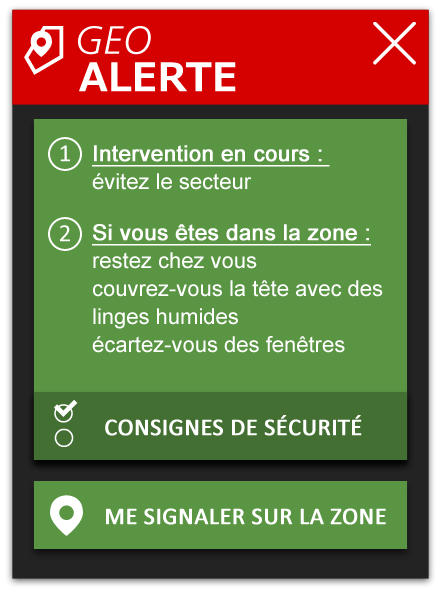 GEO
ALERTE
1 Intervention en cours :
évitez le secteur
2 Si vous êtes dans la zone :
restez chez vous
couvrez-vous la tête avec des
linges humides
écartez-vous des fenêtres
CONSIGNES DE SÉCURITÉ
ME SIGNALER SUR LA ZONE